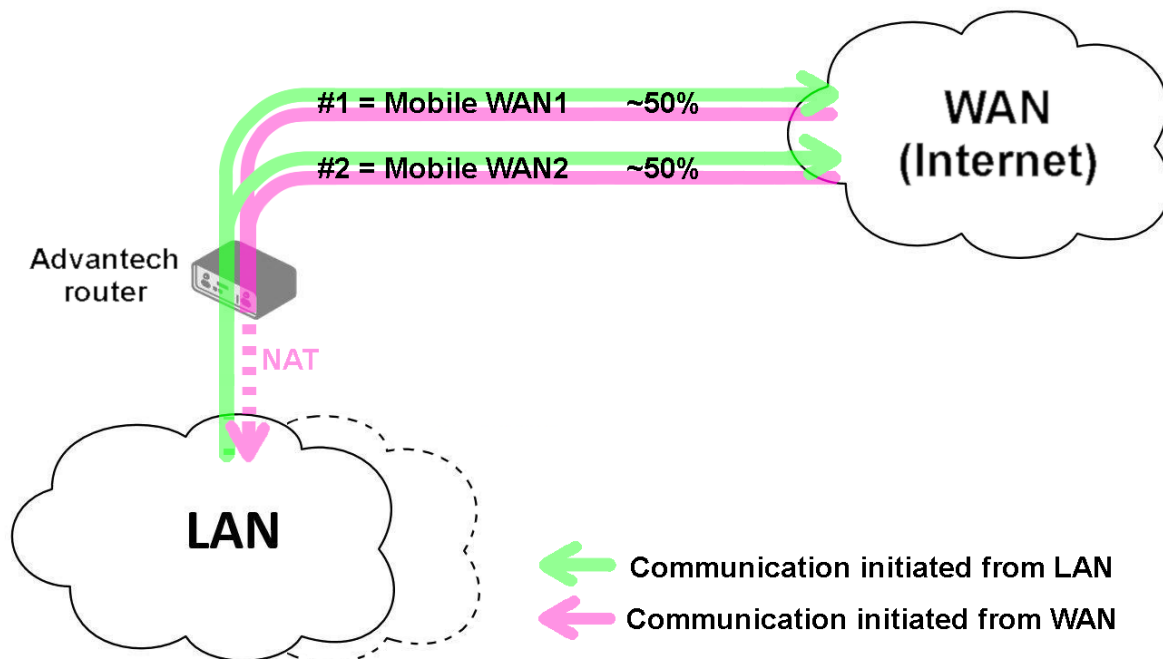 #1 = Mobile WAN1 ~50%
WAN
(Internet)
#2 = Mobile WAN2 ~50%
Advantech
router
NAT
LAN
Communication initiated from LAN
Communication initiated from WAN